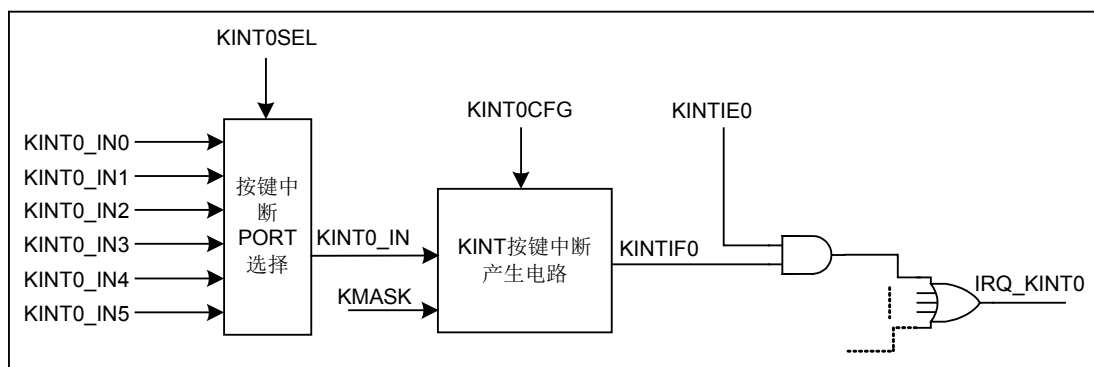 KINT0SEL
KINT0CFG
KINTIE0
KINT0_IN0
KINT0_IN1
KINT0_IN2
KINT0_IN3
KINT0_IN4
KINT0_IN5
按键中
断
PORT
选择
KINT0_IN
KMASK
KINT按键中断
产生电路
KINTIF0
IRQ_KINT0